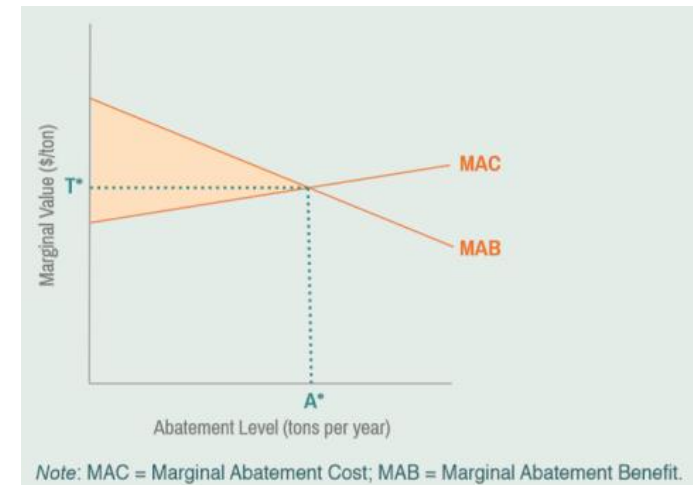 Marginal Value ($/ton)
T*
MAC
MAB
A*
Abatement Level (tons per year)
Note: MAC = Marginal Abatement Cost; MAB = Marginal Abatement Benefit.